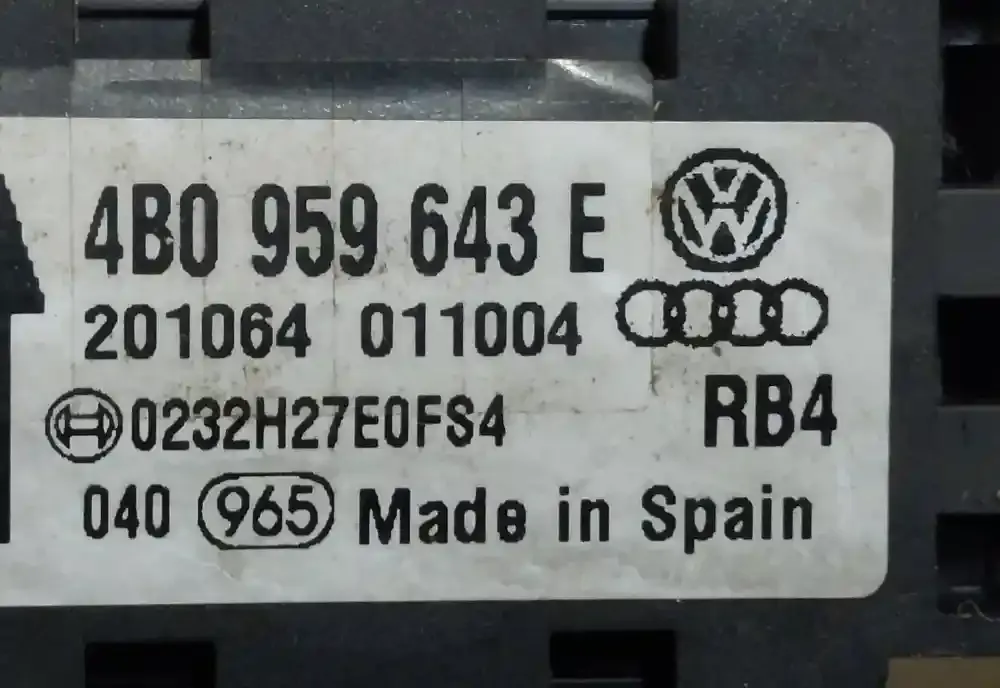 4B0 959 643 E
201064 011004
0232H27E0FS4 RB4
040 965 Made in Spain